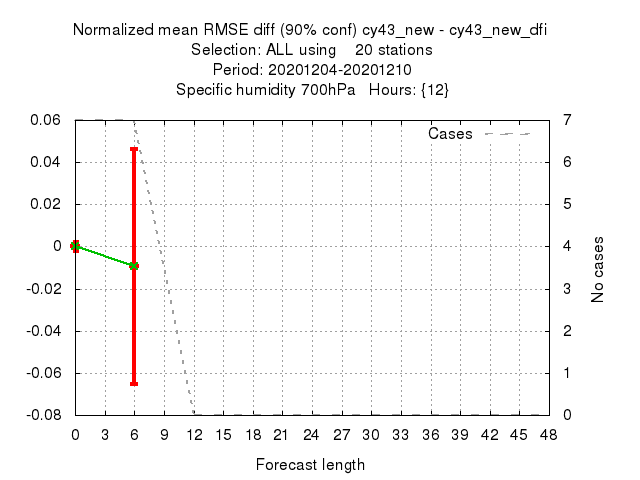 Normalized mean RMSE diff (90% conf) cy43_new - cy43_new_dfi
Selection: ALL using    20 stations
Period: 20201204-20201210
Specific humidity 700hPa   Hours: {12}
Cases
0.06
0.04
0.02
0
-0.02
-0.04
-0.06
-0.08
7
6
5
4
3
2
1
0
No cases
0 3 6 9 12 15 18 21 24 27 30 33 36 39 42 45 48
Forecast length